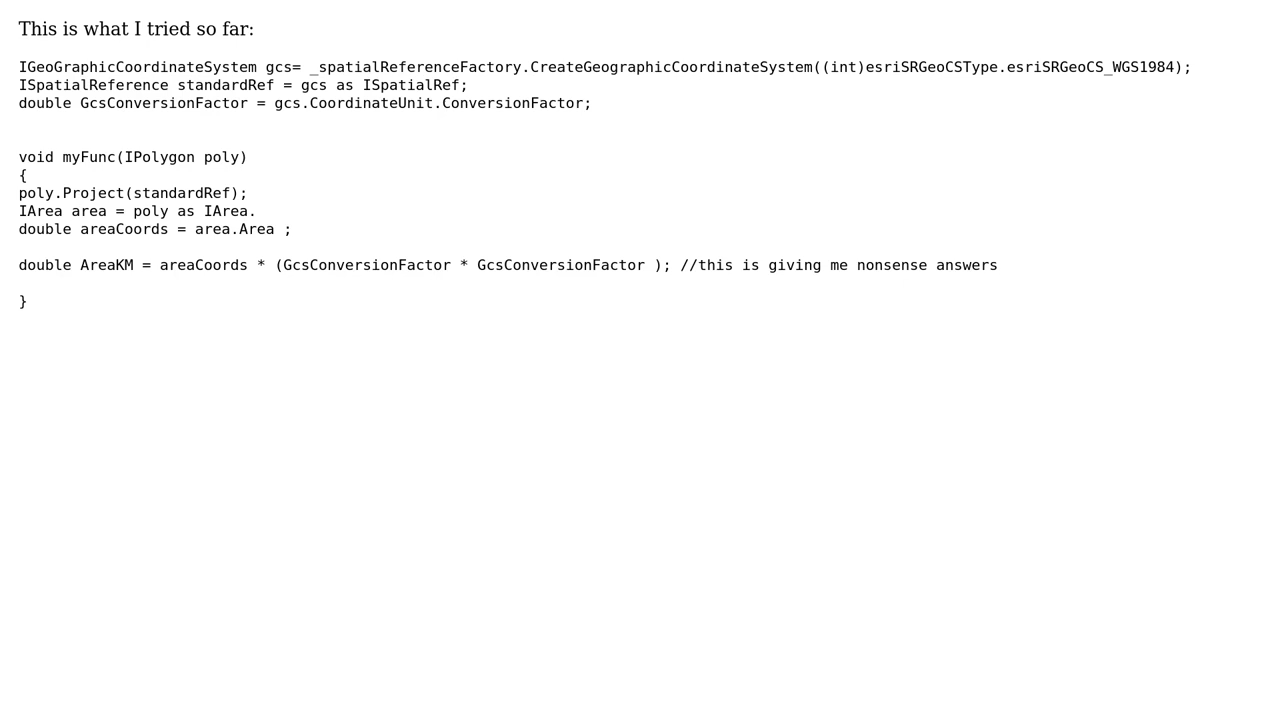 This is what I tried so far:
IGeoGraphicCoordinateSystem gcs= _spatialReferenceFactory.CreateGeographicCoordinateSystem((int)esriSRGeoCSType.esriSRGeoCS_WGS1984);
ISpatialReference standardRef = gcs as ISpatialRef;
double GcsConversionFactor = gcs.CoordinateUnit.ConversionFactor;
void myFunc(IPolygon poly)
{
poly.Project(standardRef);
IArea area = poly as IArea.
double areaCoords = area.Area ;
double AreaKM = areaCoords * (GcsConversionFactor * GcsConversionFactor ); //this is giving me nonsense answers
}